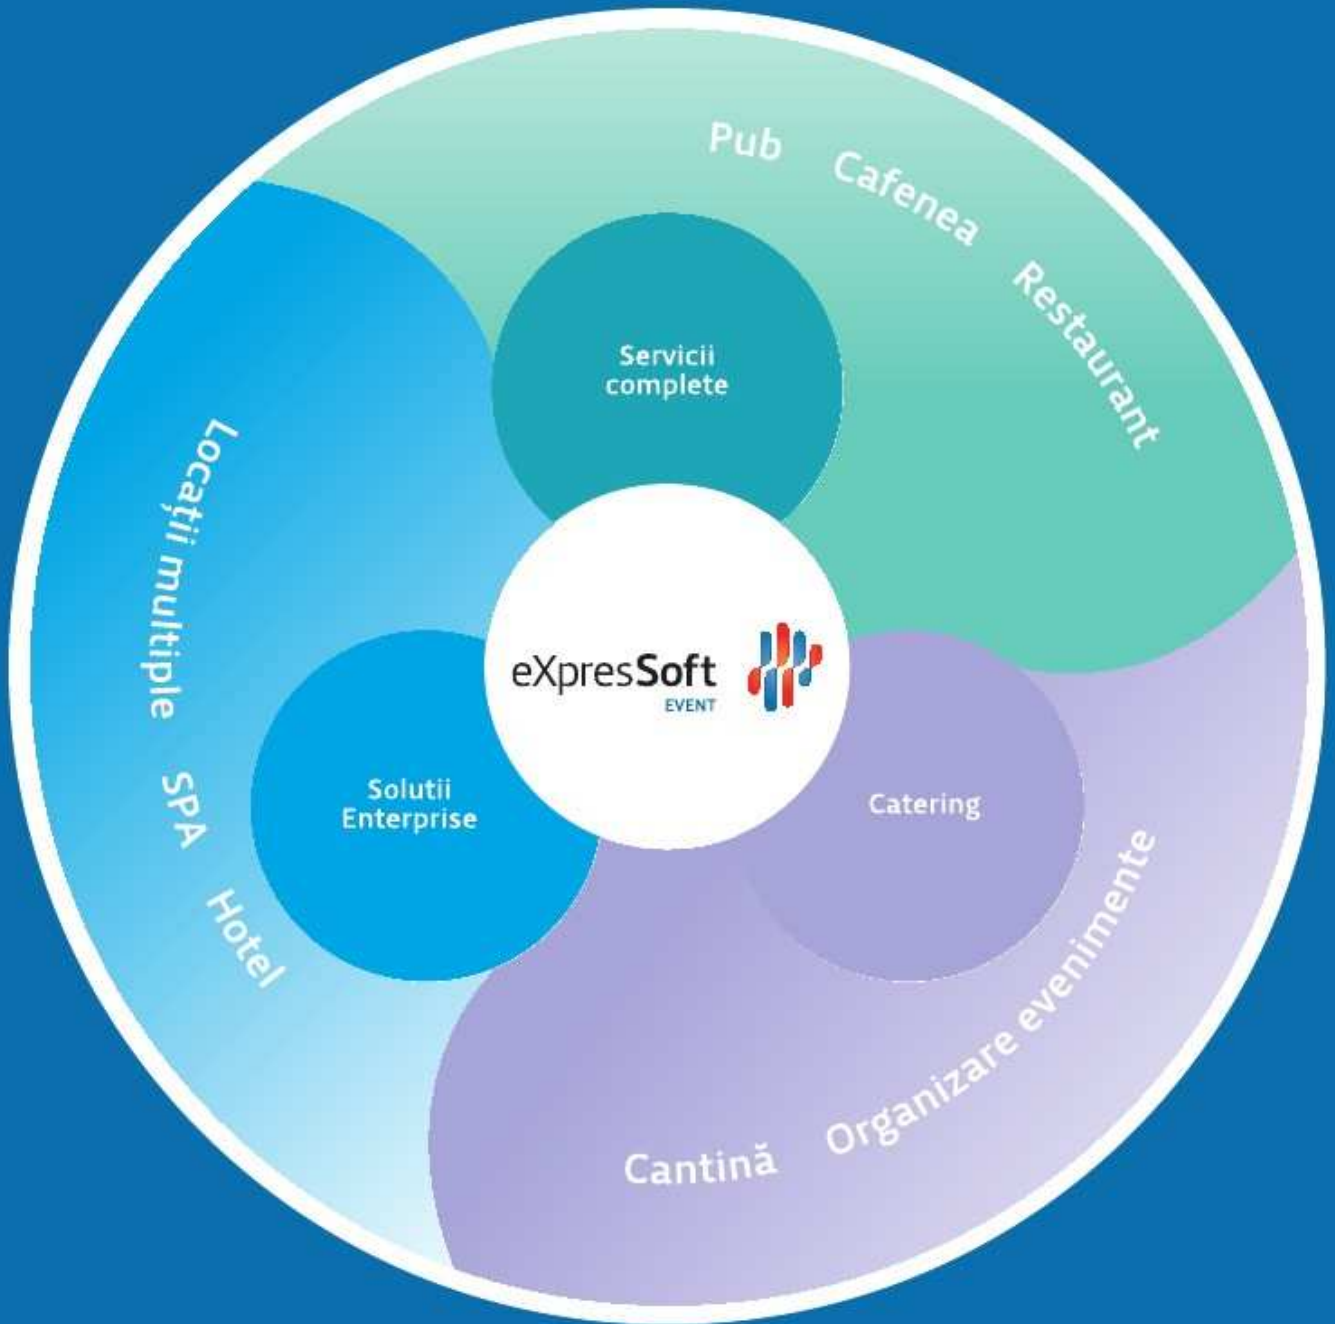 Pub Cafenea Restaurant
Servicii
complete
Locații multiple SPA Hotel
eXpresSoft
EVENT
Solutii
Enterprise
Catering
Cantină Organizare evenimente